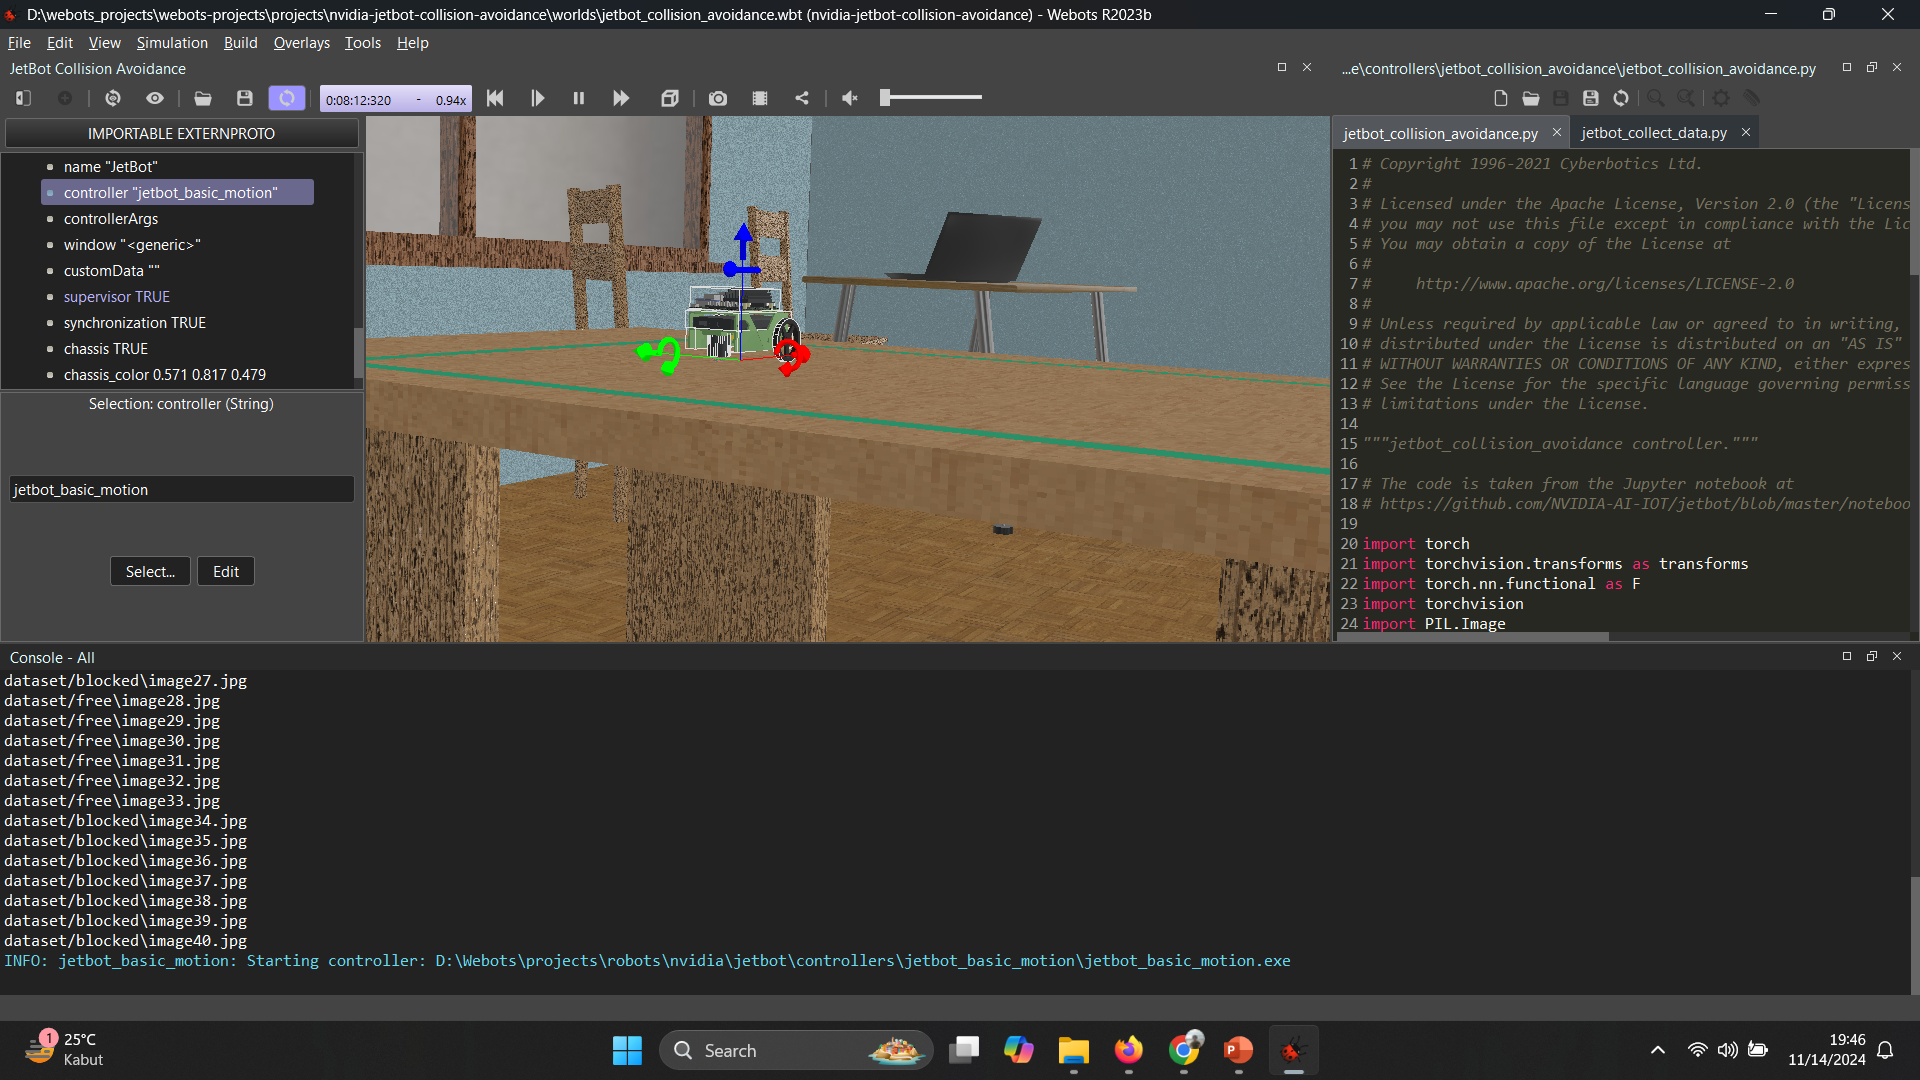 D:\webots_projects\webots-projects\projects\nvidia-jetbot-collision-avoidance\worlds\jetbot_collision_avoidance.wbt (nvidia-jetbot-collision-avoidance) - Webots R2023b
File Edit View Simulation Build Overlays Tools Help
JetBot Collision Avoidance
0:08:12:320 - 0.94x
IMPORTABLE EXTERNPROTO
name "JetBot"
controller "jetbot_basic_motion"
controllerArgs
window "<generic>"
customData ""
supervisor TRUE
synchronization TRUE
chassis TRUE
chassis_color 0.571 0.817 0.479
Selection: controller (String)
jetbot_basic_motion
Select... Edit
...e\controllers\jetbot_collision_avoidance\jetbot_collision_avoidance.py
jetbot_collision_avoidance.py jetbot_collect_data.py
1 # Copyright 1996-2021 Cyberbotics Ltd.
2 #
3 # Licensed under the Apache License, Version 2.0 (the "Licens
4 # you may not use this file except in compliance with the Lic
5 # You may obtain a copy of the License at
6 #
7 #     http://www.apache.org/licenses/LICENSE-2.0
8 #
9 # Unless required by applicable law or agreed to in writing,
10 # distributed under the License is distributed on an "AS IS"
11 # WITHOUT WARRANTIES OR CONDITIONS OF ANY KIND, either expres
12 # See the License for the specific language governing permiss
13 # limitations under the License.
14
15 """jetbot_collision_avoidance controller."""
16
17 # The code is taken from the Jupyter notebook at
18 # https://github.com/NVIDIA-AI-IOT/jetbot/blob/master/noteboo
19
20 import torch
21 import torchvision.transforms as transforms
22 import torch.nn.functional as F
23 import torchvision
24 import PIL.Image
Console - All
dataset/blocked\image27.jpg
dataset/free\image28.jpg
dataset/free\image29.jpg
dataset/free\image30.jpg
dataset/free\image31.jpg
dataset/free\image32.jpg
dataset/free\image33.jpg
dataset/blocked\image34.jpg
dataset/blocked\image35.jpg
dataset/blocked\image36.jpg
dataset/blocked\image37.jpg
dataset/blocked\image38.jpg
dataset/blocked\image39.jpg
dataset/blocked\image40.jpg
INFO: jetbot_basic_motion: Starting controller: D:\Webots\projects\robots\nvidia\jetbot\controllers\jetbot_basic_motion\jetbot_basic_motion.exe
1
25°C
Kabut
Search
P
19:46
11/14/2024